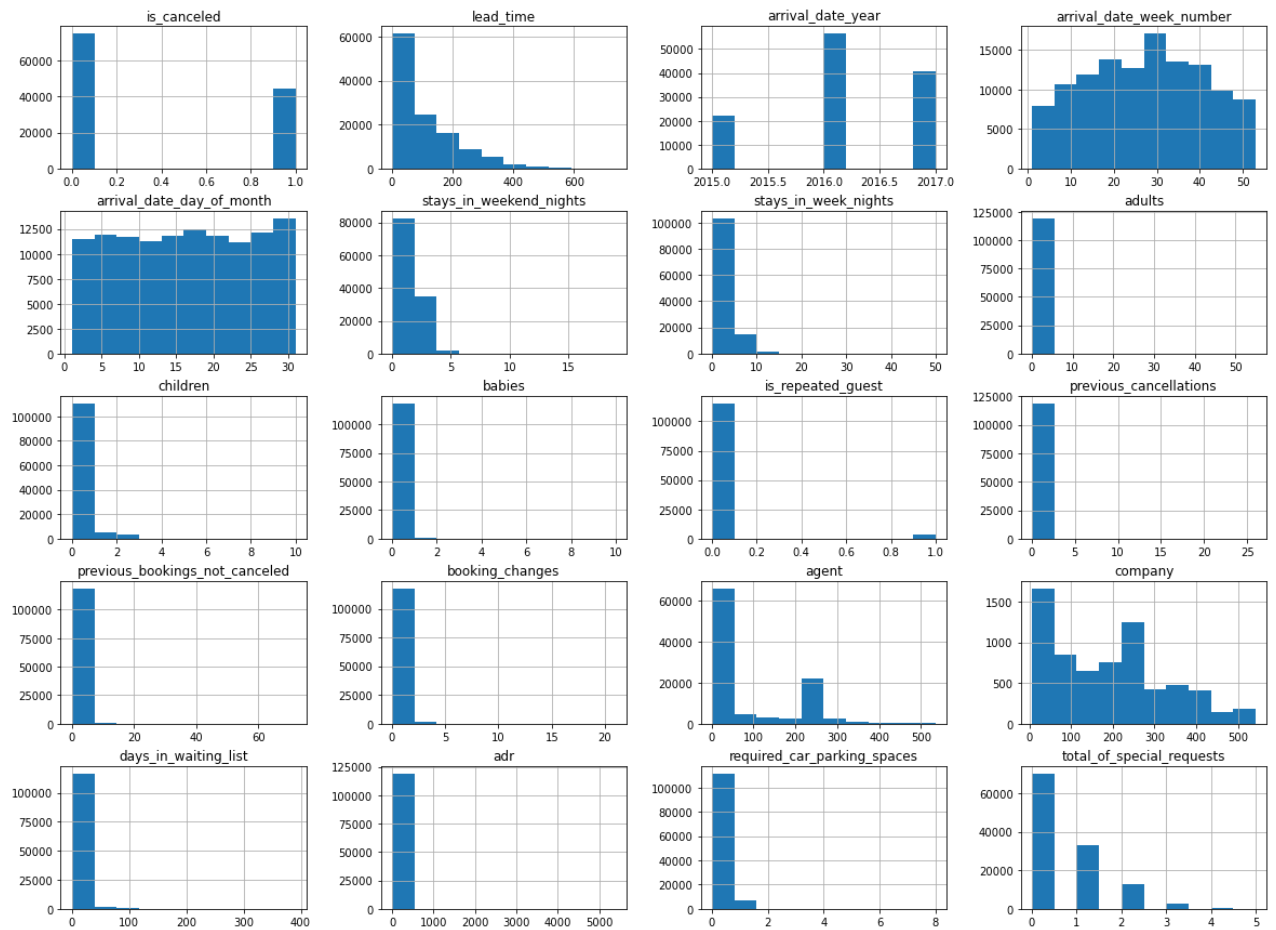 is_canceled
60000
40000
20000
0
0.0 0.2 0.4 0.6 0.8 1.0
lead_time
60000
40000
20000
0
0 200 400 600
arrival_date_year
50000
40000
30000
20000
10000
0
2015.0 2015.5 2016.0 2016.5 2017.0
arrival_date_week_number
15000
10000
5000
0
0 10 20 30 40 50
arrival_date_day_of_month
12500
10000
7500
5000
2500
0
0 5 10 15 20 25 30
stays_in_weekend_nights
80000
60000
40000
20000
0
0 5 10 15
stays_in_week_nights
100000
80000
60000
40000
20000
0
0 10 20 30 40 50
adults
125000
100000
75000
50000
25000
0
0 10 20 30 40 50
children
100000
80000
60000
40000
20000
0
0 2 4 6 8 10
babies
100000
75000
50000
25000
0
0 2 4 6 8 10
is_repeated_guest
100000
75000
50000
25000
0
0.0 0.2 0.4 0.6 0.8 1.0
previous_cancellations
125000
100000
75000
50000
25000
0
0 5 10 15 20 25
previous_bookings_not_canceled
100000
75000
50000
25000
0
0 20 40 60
booking_changes
100000
75000
50000
25000
0
0 5 10 15 20
agent
60000
40000
20000
0
0 100 200 300 400 500
company
1500
1000
500
0
0 100 200 300 400 500
days_in_waiting_list
100000
75000
50000
25000
0
0 100 200 300 400
adr
125000
100000
75000
50000
25000
0
0 1000 2000 3000 4000 5000
required_car_parking_spaces
100000
80000
60000
40000
20000
0
0 2 4 6 8
total_of_special_requests
60000
40000
20000
0
0 1 2 3 4 5